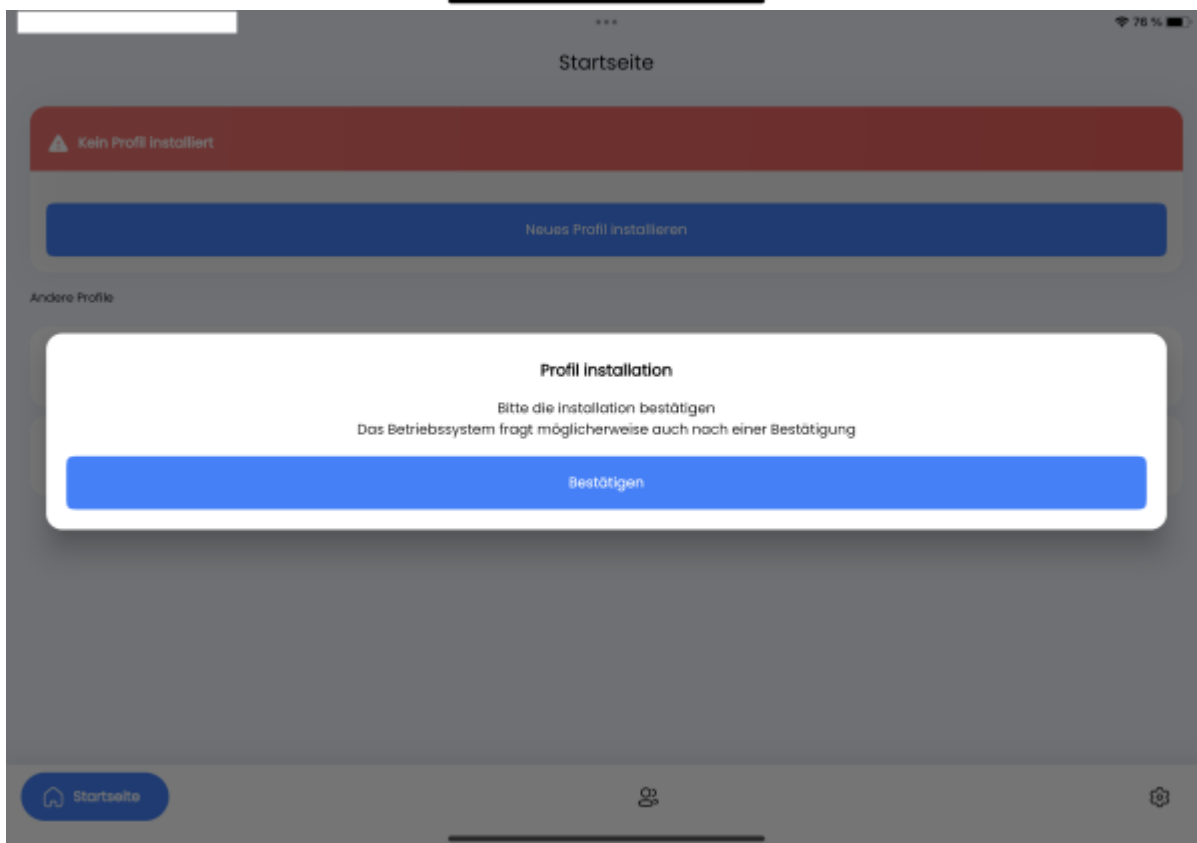 76 %
Startseite
Kein Profil installiert
Neues Profil installieren
Andere Profile
Profil installation
Bitte die installation bestätigen
Das Betriebssystem fragt möglicherweise auch nach einer Bestätigung
Bestätigen
Startseite